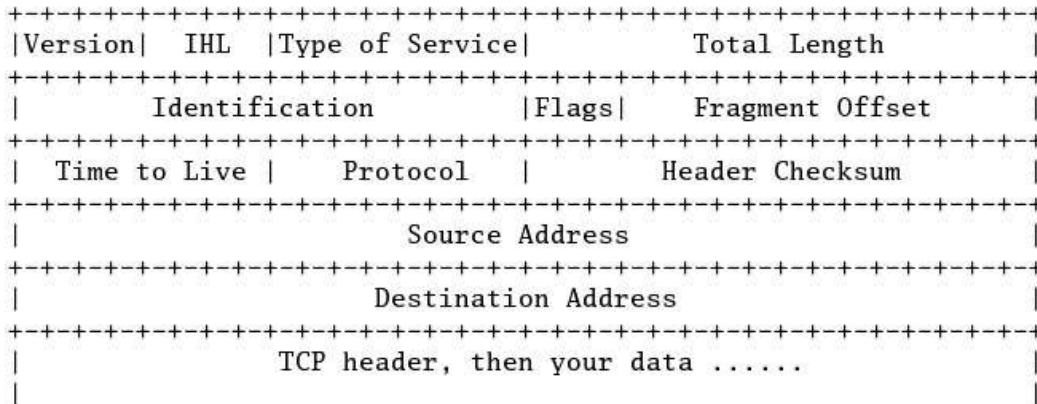 +-+-+-+-+-+-+-+-+-+-+-+-+-+-+-+-+-+-+-+-+-+-+-+-+-+-+-+-+-+-+-+-+
|Version| IHL |Type of Service| Total Length |
+-+-+-+-+-+-+-+-+-+-+-+-+-+-+-+-+-+-+-+-+-+-+-+-+-+-+-+-+-+-+-+-+
| Identification |Flags| Fragment Offset |
+-+-+-+-+-+-+-+-+-+-+-+-+-+-+-+-+-+-+-+-+-+-+-+-+-+-+-+-+-+-+-+-+
| Time to Live | Protocol | Header Checksum |
+-+-+-+-+-+-+-+-+-+-+-+-+-+-+-+-+-+-+-+-+-+-+-+-+-+-+-+-+-+-+-+-+
| Source Address |
+-+-+-+-+-+-+-+-+-+-+-+-+-+-+-+-+-+-+-+-+-+-+-+-+-+-+-+-+-+-+-+-+
| Destination Address |
+-+-+-+-+-+-+-+-+-+-+-+-+-+-+-+-+-+-+-+-+-+-+-+-+-+-+-+-+-+-+-+-+
| TCP header, then your data ...... |
| |